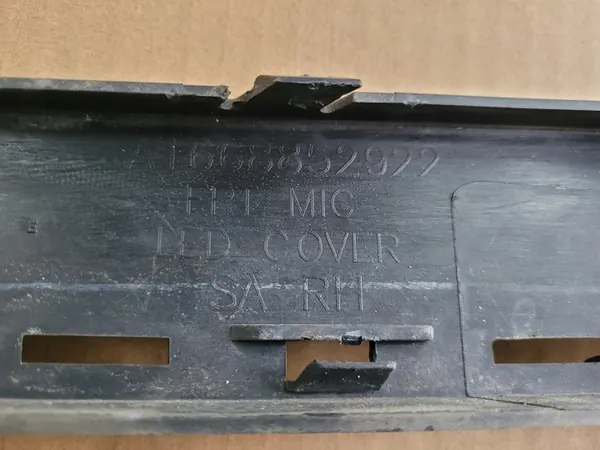 A1668852922
FRT MIC
LED COVER
SA RH